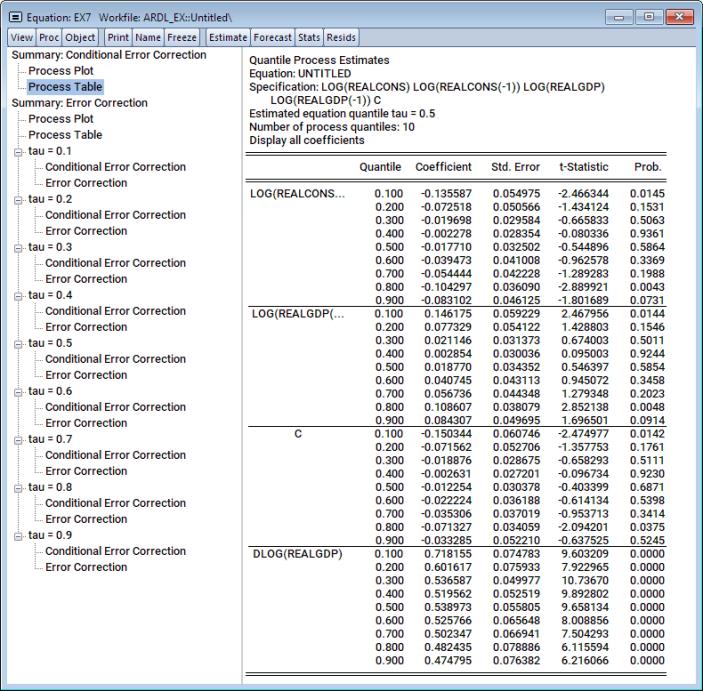 Equation: EX7 Workfile: ARDL_EX::Untitled\
View Proc Object Print Name Freeze Estimate Forecast Stats Resids
Summary: Conditional Error Correction
Process Plot
Process Table
Summary: Error Correction
Process Plot
Process Table
tau = 0.1
Conditional Error Correction
Error Correction
tau = 0.2
Conditional Error Correction
Error Correction
tau = 0.3
Conditional Error Correction
Error Correction
tau = 0.4
Conditional Error Correction
Error Correction
tau = 0.5
Conditional Error Correction
Error Correction
tau = 0.6
Conditional Error Correction
Error Correction
tau = 0.7
Conditional Error Correction
Error Correction
tau = 0.8
Conditional Error Correction
Error Correction
tau = 0.9
Conditional Error Correction
Error Correction
Quantile Process Estimates
Equation: UNTITLED
Specification: LOG(REALCONS) LOG(REALCONS(-1)) LOG(REALGDP)
LOG(REALGDP(-1)) C
Estimated equation quantile tau = 0.5
Number of process quantiles: 10
Display all coefficients
Quantile Coefficient Std. Error t-Statistic Prob.
LOG(REALCONS... 0.100 -0.135587 0.054975 -2.466344 0.0145
0.200 -0.072518 0.050566 -1.434124 0.1531
0.300 -0.019698 0.029584 -0.665833 0.5063
0.400 -0.002278 0.028354 -0.080336 0.9361
0.500 -0.017710 0.032502 -0.544896 0.5864
0.600 -0.039473 0.041008 -0.962578 0.3369
0.700 -0.054444 0.042228 -1.289283 0.1988
0.800 -0.104297 0.036090 -2.889921 0.0043
0.900 -0.083102 0.046125 -1.801689 0.0731
LOG(REALGDP(... 0.100 0.146175 0.059229 2.467956 0.0144
0.200 0.077329 0.054122 1.428803 0.1546
0.300 0.021146 0.031373 0.674003 0.5011
0.400 0.002854 0.030036 0.095003 0.9244
0.500 0.018770 0.034352 0.546397 0.5854
0.600 0.040745 0.043113 0.945072 0.3458
0.700 0.056736 0.044348 1.279348 0.2023
0.800 0.108607 0.038079 2.852138 0.0048
0.900 0.084307 0.049695 1.696501 0.0914
C 0.100 -0.150344 0.060746 -2.474977 0.0142
0.200 -0.071562 0.052706 -1.357753 0.1761
0.300 -0.018876 0.028675 -0.658293 0.5111
0.400 -0.002631 0.027201 -0.096734 0.9230
0.500 -0.012254 0.030378 -0.403399 0.6871
0.600 -0.022224 0.036188 -0.614134 0.5398
0.700 -0.035306 0.037019 -0.953713 0.3414
0.800 -0.071327 0.034059 -2.094201 0.0375
0.900 -0.033285 0.052210 -0.637525 0.5245
DLOG(REALGDP) 0.100 0.718155 0.074783 9.603209 0.0000
0.200 0.601617 0.075933 7.922965 0.0000
0.300 0.536587 0.049977 10.73670 0.0000
0.400 0.519562 0.052519 9.892802 0.0000
0.500 0.538973 0.055805 9.658134 0.0000
0.600 0.525766 0.065648 8.008856 0.0000
0.700 0.502347 0.066941 7.504293 0.0000
0.800 0.482435 0.078886 6.115594 0.0000
0.900 0.474795 0.076382 6.216066 0.0000